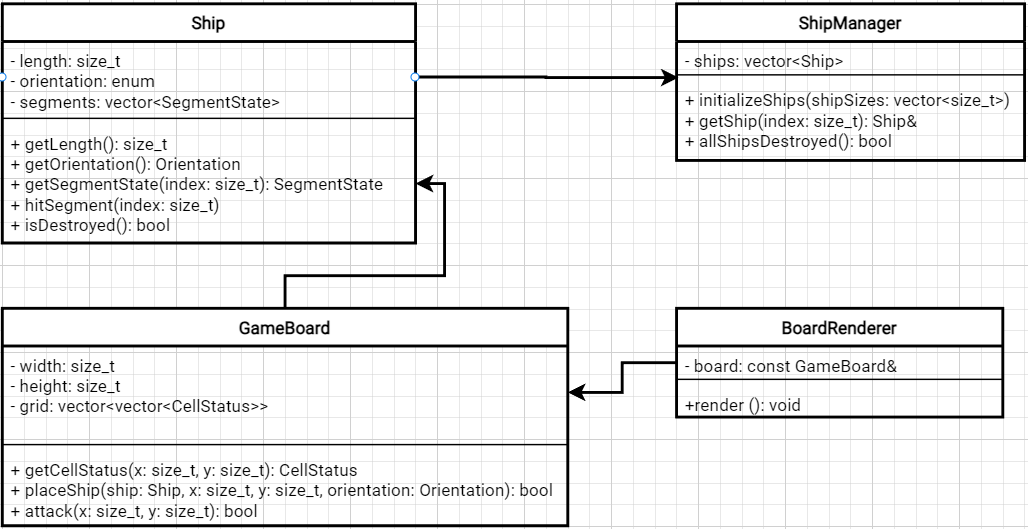 Ship
- length: size_t
- orientation: enum
- segments: vector<SegmentState>
+ getLength(): size_t
+ getOrientation(): Orientation
+ getSegmentState(index: size_t): SegmentState
+ hitSegment(index: size_t)
+ isDestroyed(): bool
ShipManager
- ships: vector<Ship>
+ initializeShips(shipSizes: vector<size_t>)
+ getShip(index: size_t): Ship&
+ allShipsDestroyed(): bool
GameBoard
- width: size_t
- height: size_t
- grid: vector<vector<CellStatus>>
+ getCellStatus(x: size_t, y: size_t): CellStatus
+ placeShip(ship: Ship, x: size_t, y: size_t, orientation: Orientation): bool
+ attack(x: size_t, y: size_t): bool
BoardRenderer
- board: const GameBoard&
+render (): void